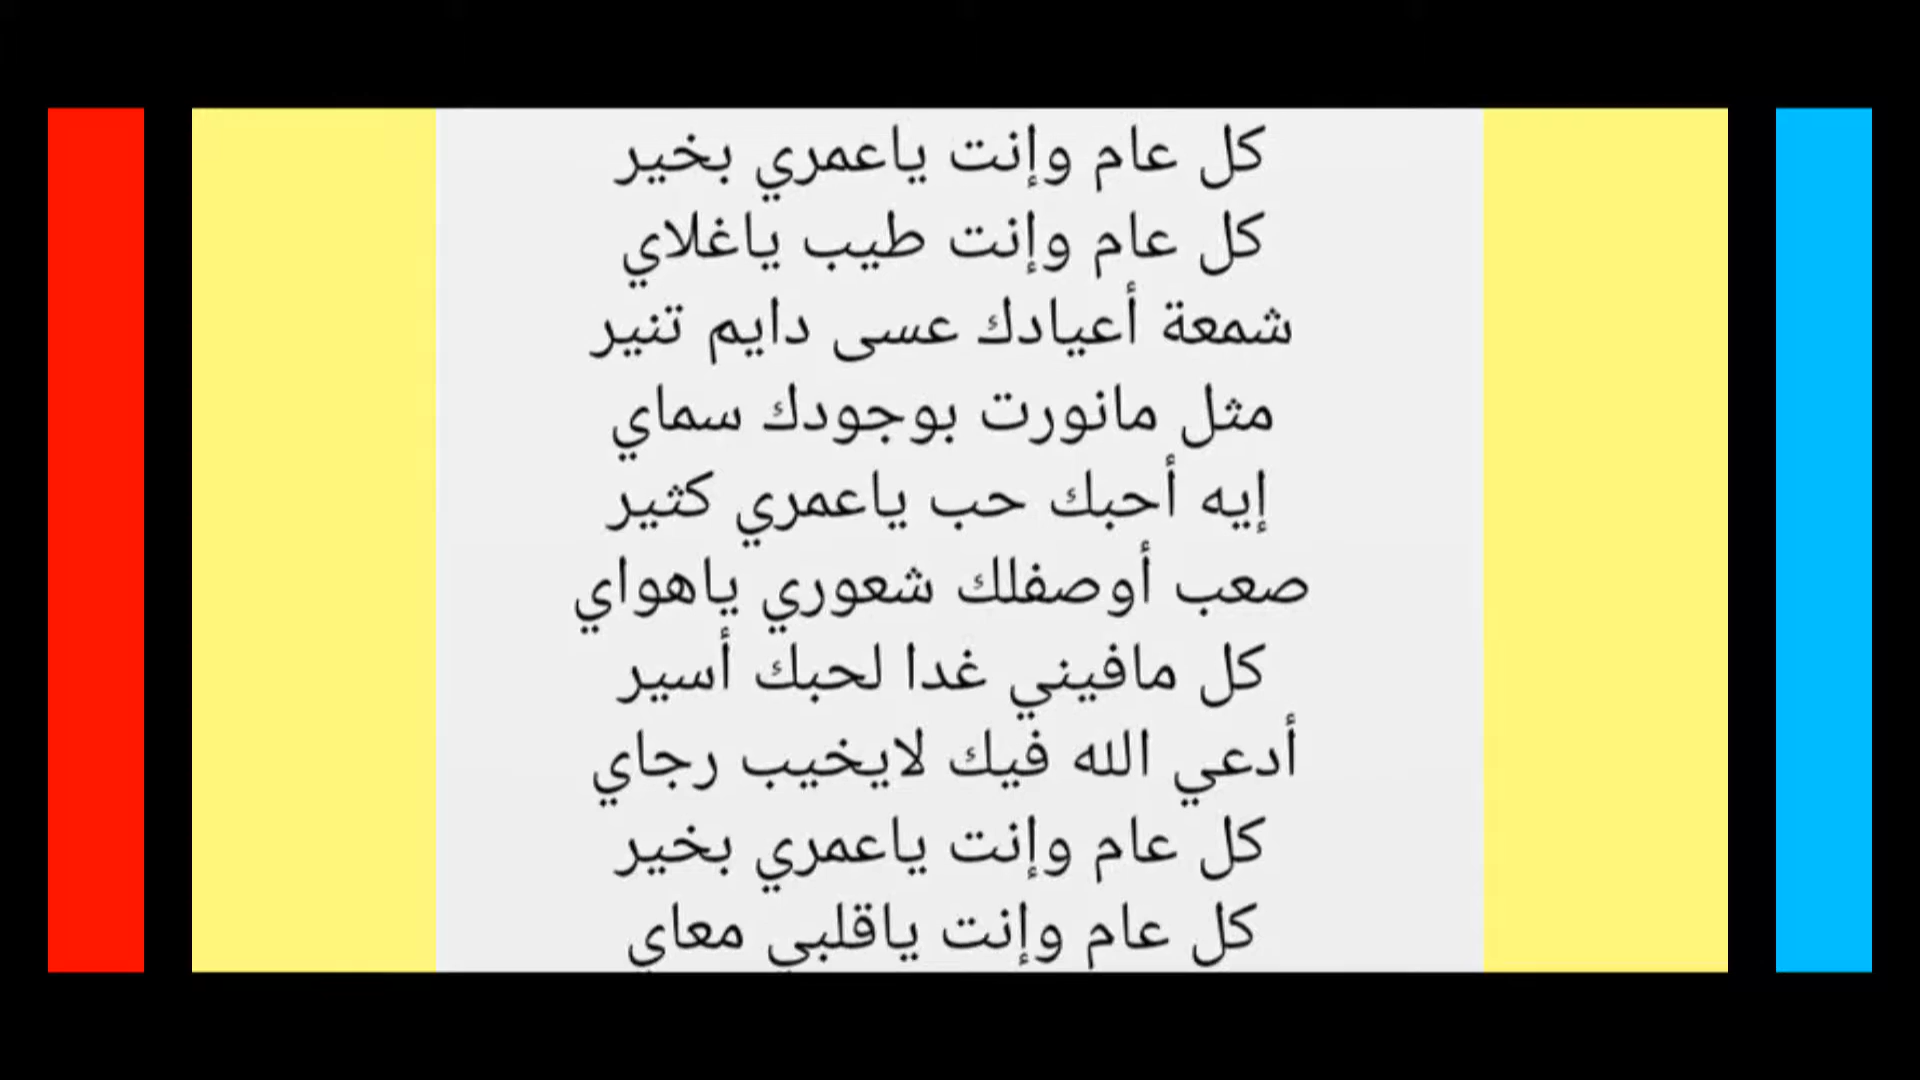 كل عام وإنت ياعمري بخير
كل عام وإنت طيب ياغلاي
شمعة أعيادك عسى دايم تنير
مثل مانورت بوجودك سماي
إيه أحبك حب ياعمري كثير
صعب أوصفلك شعوري ياهواي
كل مافيني غدا لحبك أسير
أدعي الله فيك لايخيب رجاي
كل عام وإنت ياعمري بخير
كل عام وإنت ياقلبي معاي